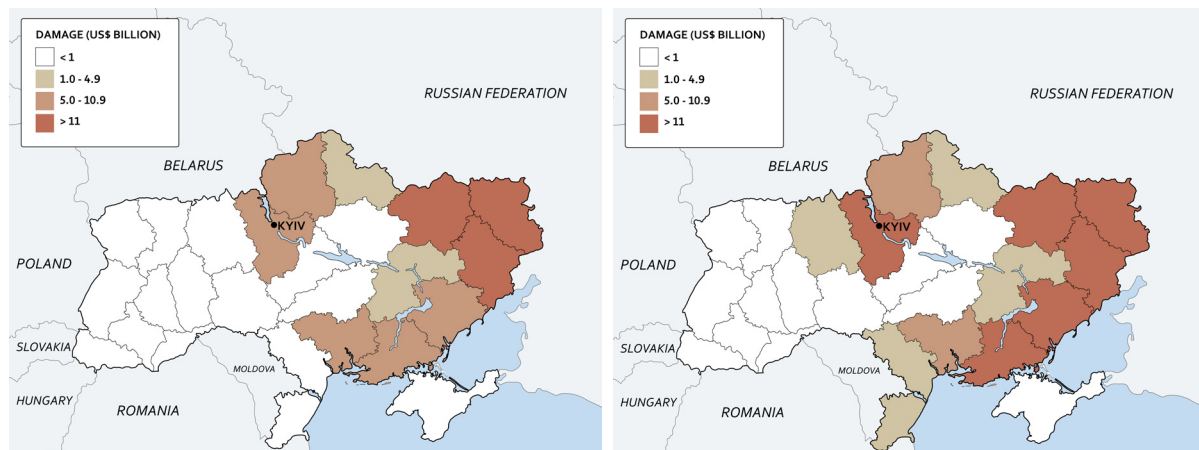 DAMAGE (US$ BILLION)
< 1
1.0 - 4.9
5.0 - 10.9
> 11
RUSSIAN FEDERATION
BELARUS
KYIV
POLAND
SLOVAKIA
MOLDOVA
HUNGARY
ROMANIA
DAMAGE (US$ BILLION)
< 1
1.0 - 4.9
5.0 - 10.9
> 11
RUSSIAN FEDERATION
BELARUS
KYIV
POLAND
SLOVAKIA
MOLDOVA
HUNGARY
ROMANIA